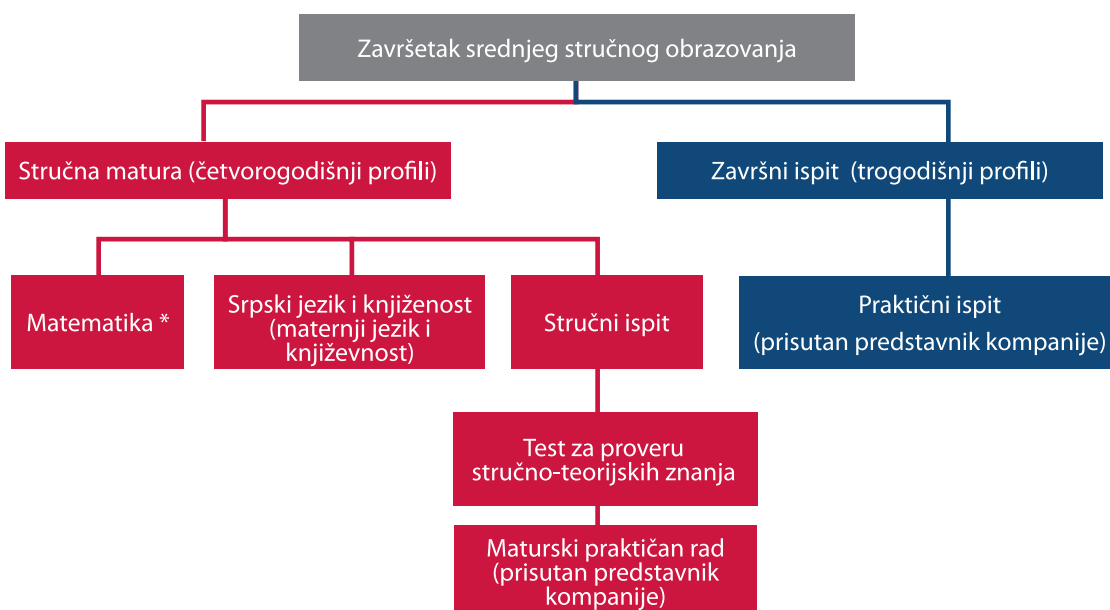 Završetak srednjeg stručnog obrazovanja
Stručna matura (četvorogodišnji profili)
Završni ispit (trogodišnji profili)
Matematika *
Srpski jezik i knjiženost
(maternji jezik i
književnost)
Stručni ispit
Praktični ispit
(prisutan predstavnik kompanije)
Test za proveru
stručno-teorijskih znanja
Maturski praktičan rad
(prisutan predstavnik
kompanije)